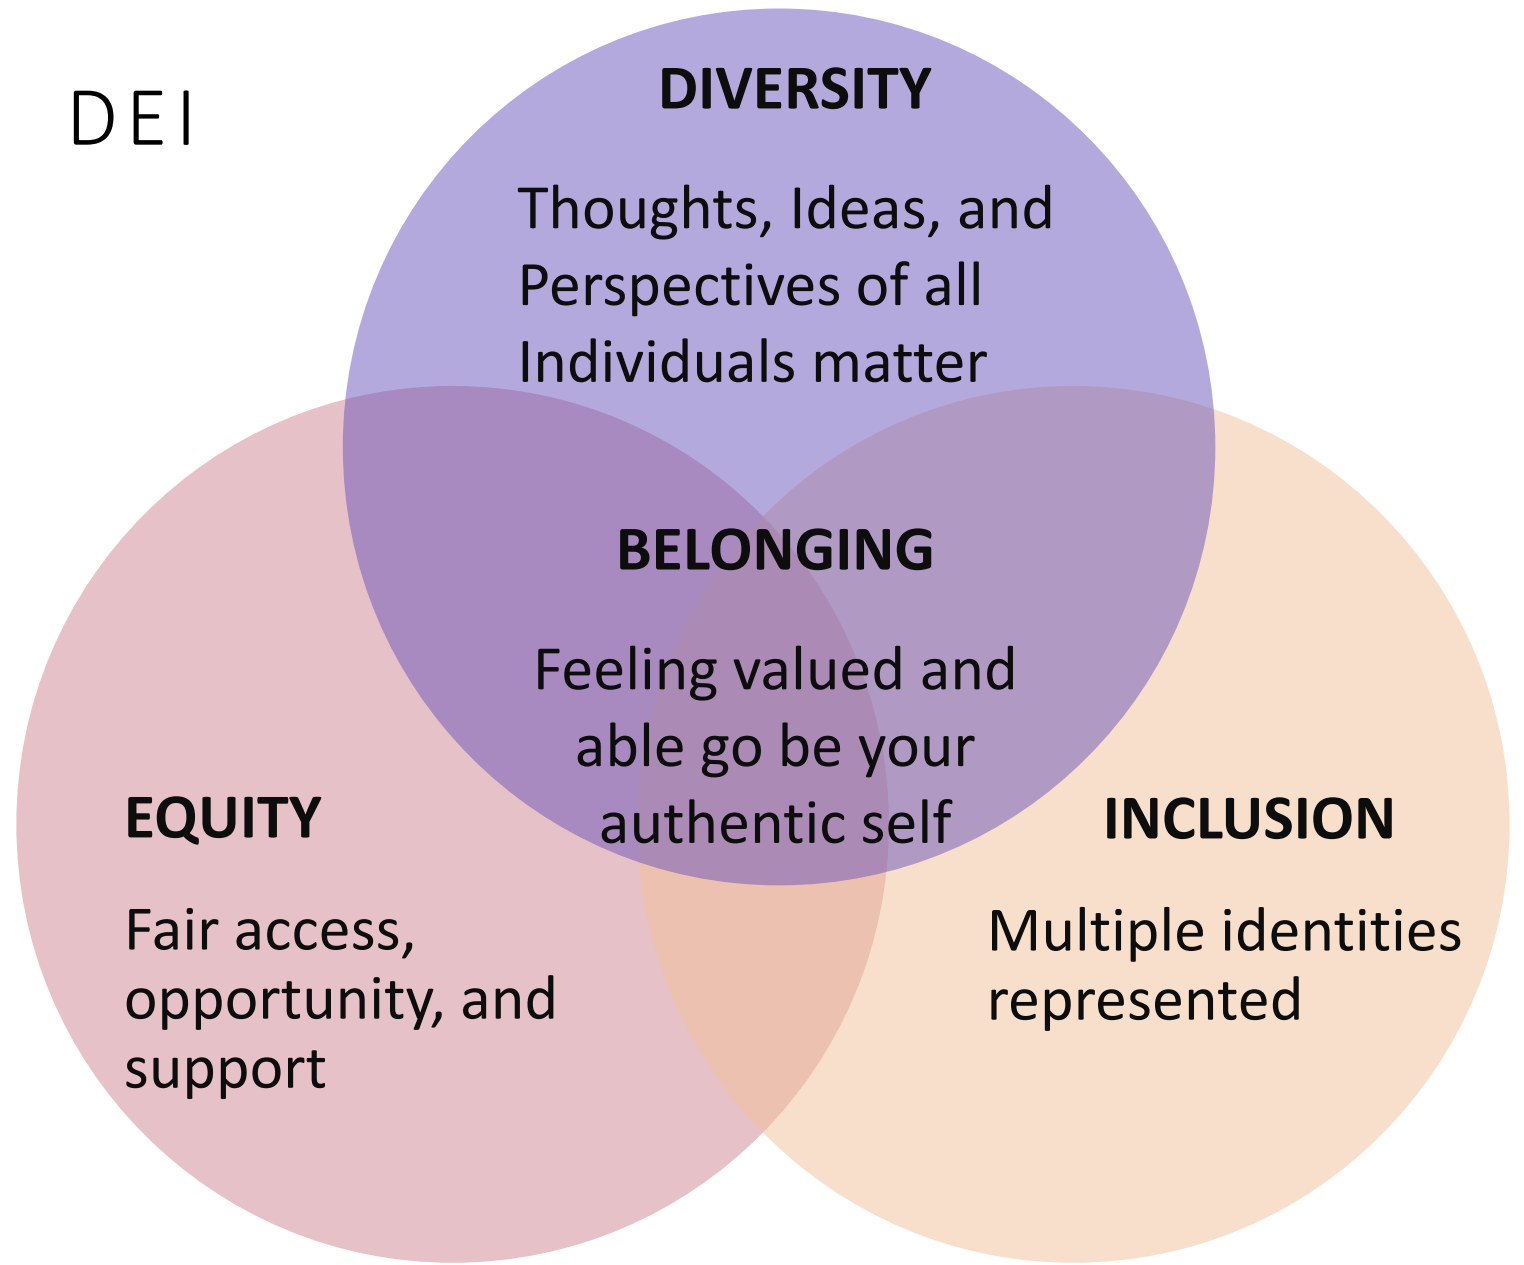 DEI
DIVERSITY
Thoughts, Ideas, and
Perspectives of all
Individuals matter
BELONGING
Feeling valued and
able go be your
authentic self
EQUITY
Fair access,
opportunity, and
support
INCLUSION
Multiple identities
represented